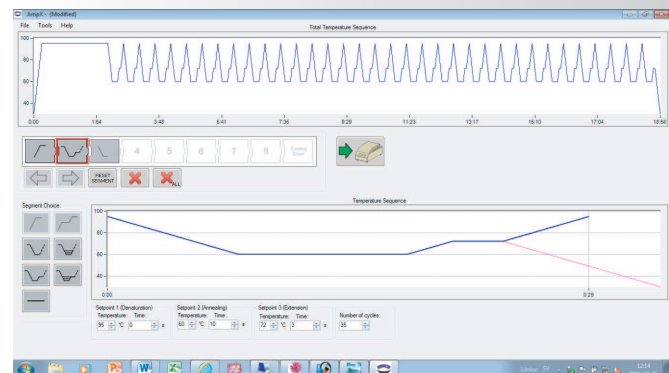 AmpX - (Modified)
File Tools Help
Total Temperature Sequence
100
80
60
40
0:00 1:54 3:48 5:41 7:35 9:29 11:23 13:17 15:10 17:04 18:58
4 5 6 7 8
RESET SEGMENT
ALL
Segment Choice:
Temperature Sequence
100
80
60
40
0:00 0:29
Setpoint 1 (Denaturation) Setpoint 2 (Annealing) Setpoint 3 (Extension)
Temperature: Time: Temperature: Time: Temperature: Time: Number of cycles:
95 °C 0 s 60 °C 10 s 72 °C 3 s 35
Länkar SV
12:14